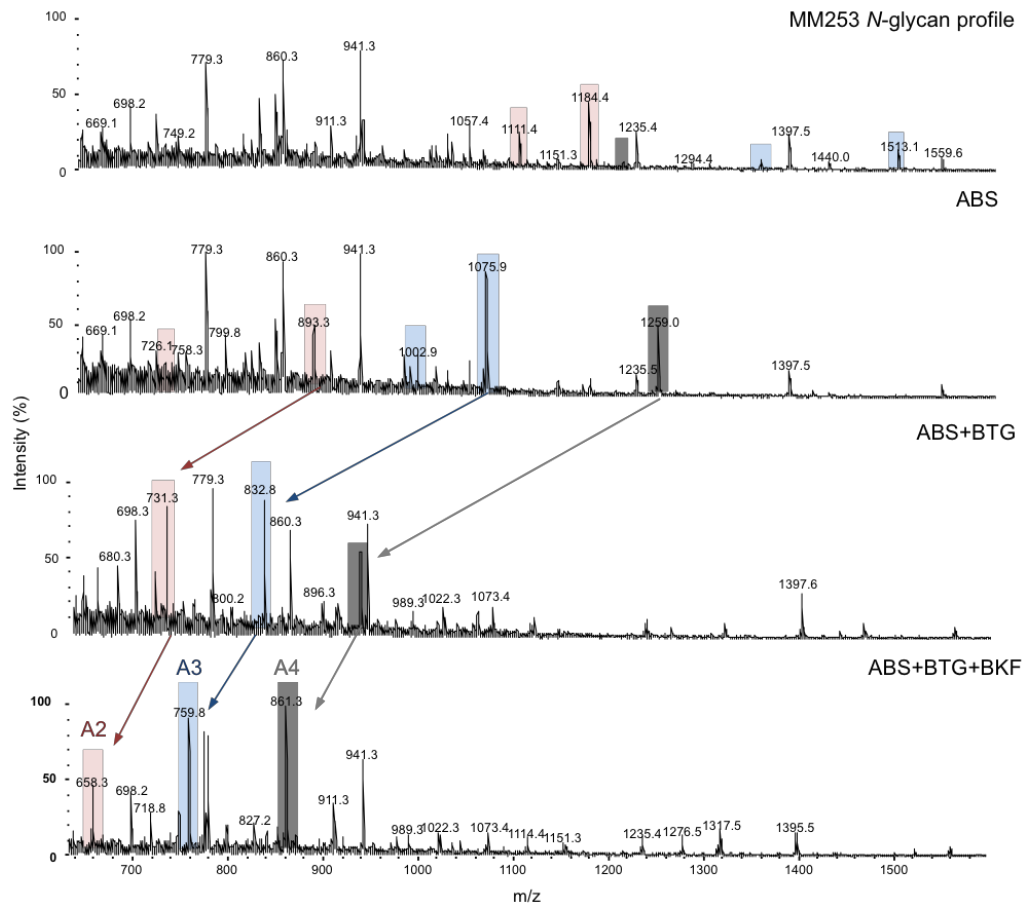 MM253 N-glycan profile
100
50
0
669.1 698.2 749.2 779.3 860.3 911.3 941.3 1057.4 1111.4 1151.3 1184.4 1235.4 1294.4 1397.5 1440.0 1513.1 1559.6
ABS
100
50
0
669.1 698.2 726.1 758.3 779.3 799.8 860.3 893.3 941.3 1002.9 1075.9 1235.5 1259.0 1397.5
ABS+BTG
Intensity (%)
100
50
0
680.3 698.3 731.3 779.3 800.2 832.8 860.3 896.3 941.3 989.3 1022.3 1073.4 1397.6
ABS+BTG+BKF
A2 A3 A4
100
50
0
658.3 698.2 718.8 759.8 827.2 861.3 911.3 941.3 989.3 1022.3 1073.4 1114.4 1151.3 1235.4 1276.5 1317.5 1395.5
700 800 900 1000 1100 1200 1300 1400 1500
m/z